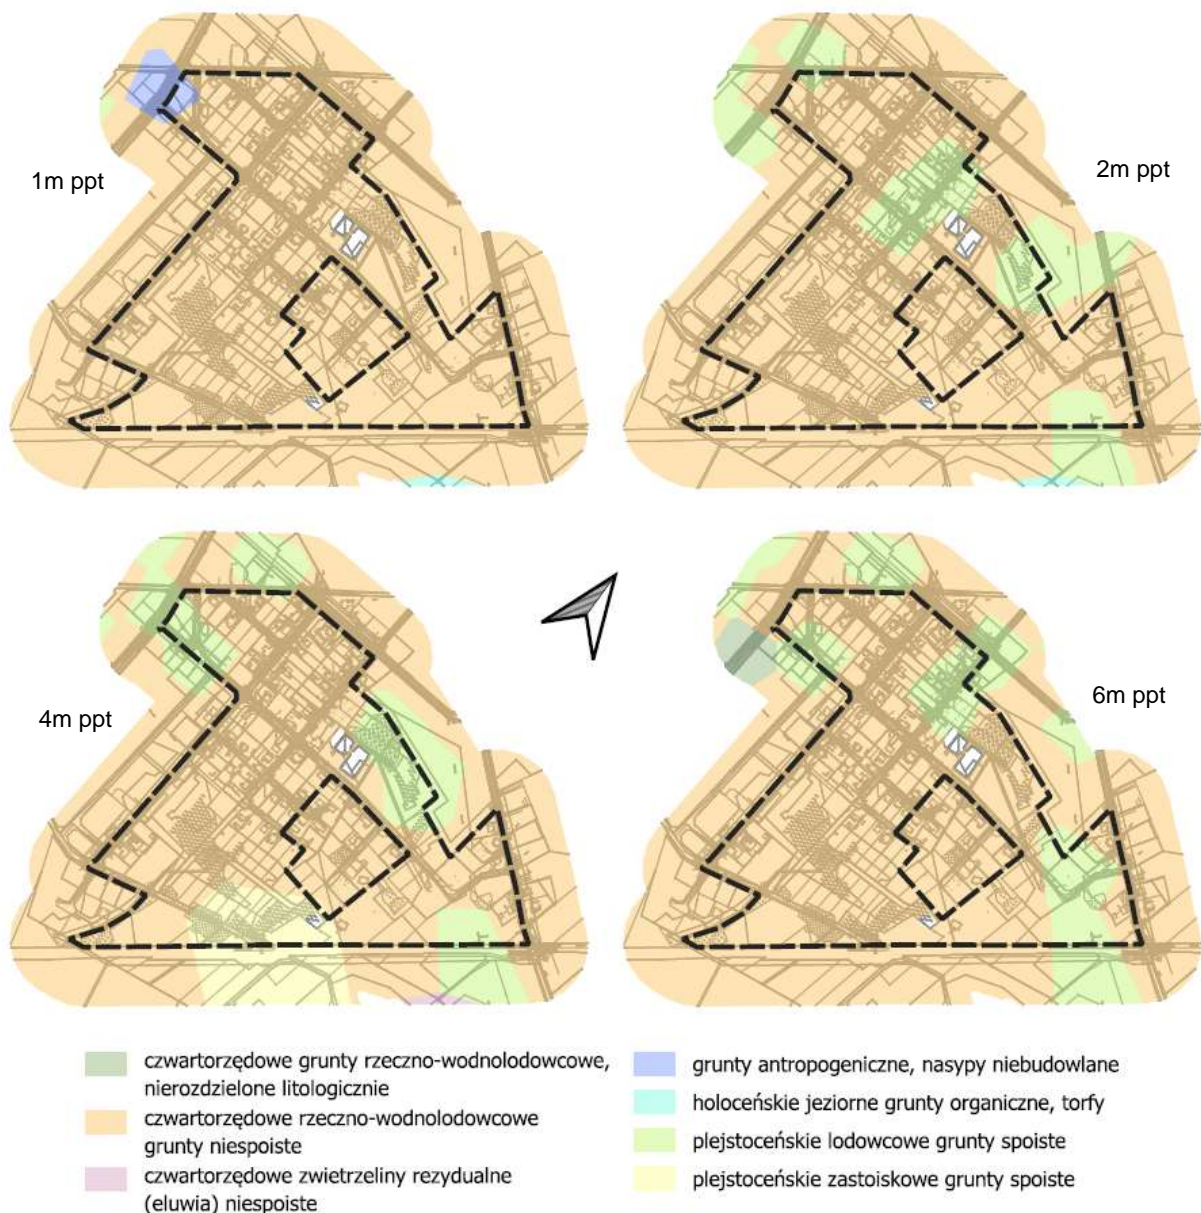 1m ppt
2m ppt
4m ppt
6m ppt
czwartorzędowe grunty rzeczno-wodnolodowcowe,
nierozdzielone litologicznie
czwartorzędowe rzeczno-wodnolodowcowe
grunty niespoiste
czwartorzędowe zwietrzeliny rezydualne
(eluwia) niespoiste
grunty antropogeniczne, nasypy niebudowlane
holoceńskie jeziorne grunty organiczne, torfy
plejstoceńskie lodowcowe grunty spoiste
plejstoceńskie zastoiskowe grunty spoiste